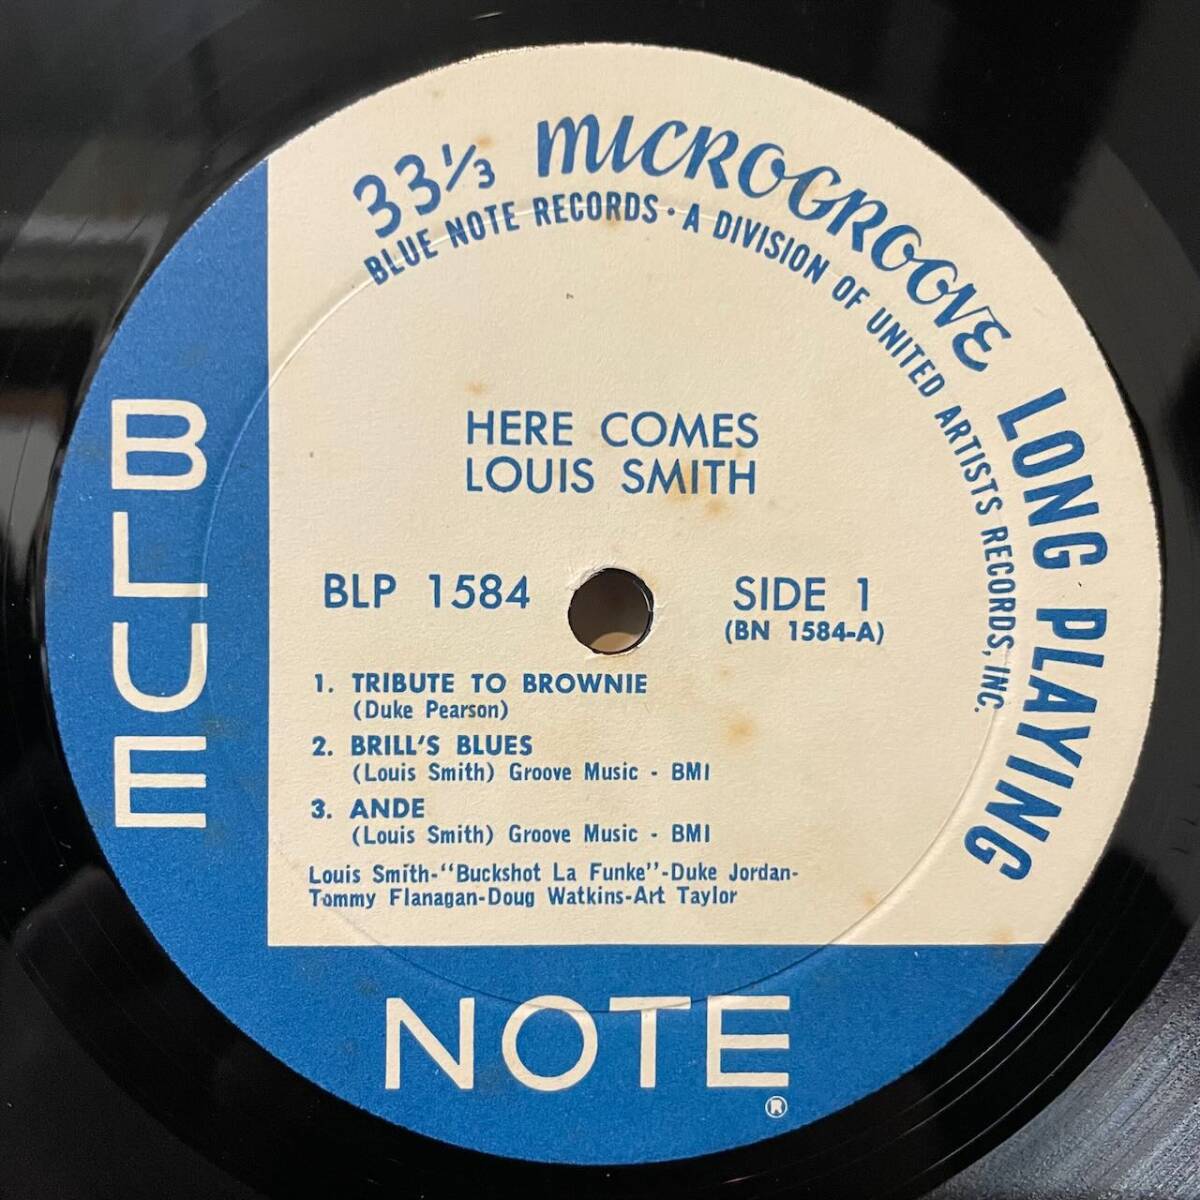 33⅓ MICROGROOVE LONG PLAYING
BLUE NOTE RECORDS • A DIVISION OF UNITED ARTISTS RECORDS, INC.
HERE COMES
LOUIS SMITH
BLP 1584
SIDE 1
(BN 1584-A)
1. TRIBUTE TO BROWNIE
(Duke Pearson)
2. BRILL'S BLUES
(Louis Smith) Groove Music - BMI
3. ANDE
(Louis Smith) Groove Music - BMI
Louis Smith-"Buckshot La Funke"-Duke Jordan-
Tommy Flanagan-Doug Watkins-Art Taylor
BLUE
NOTE
®